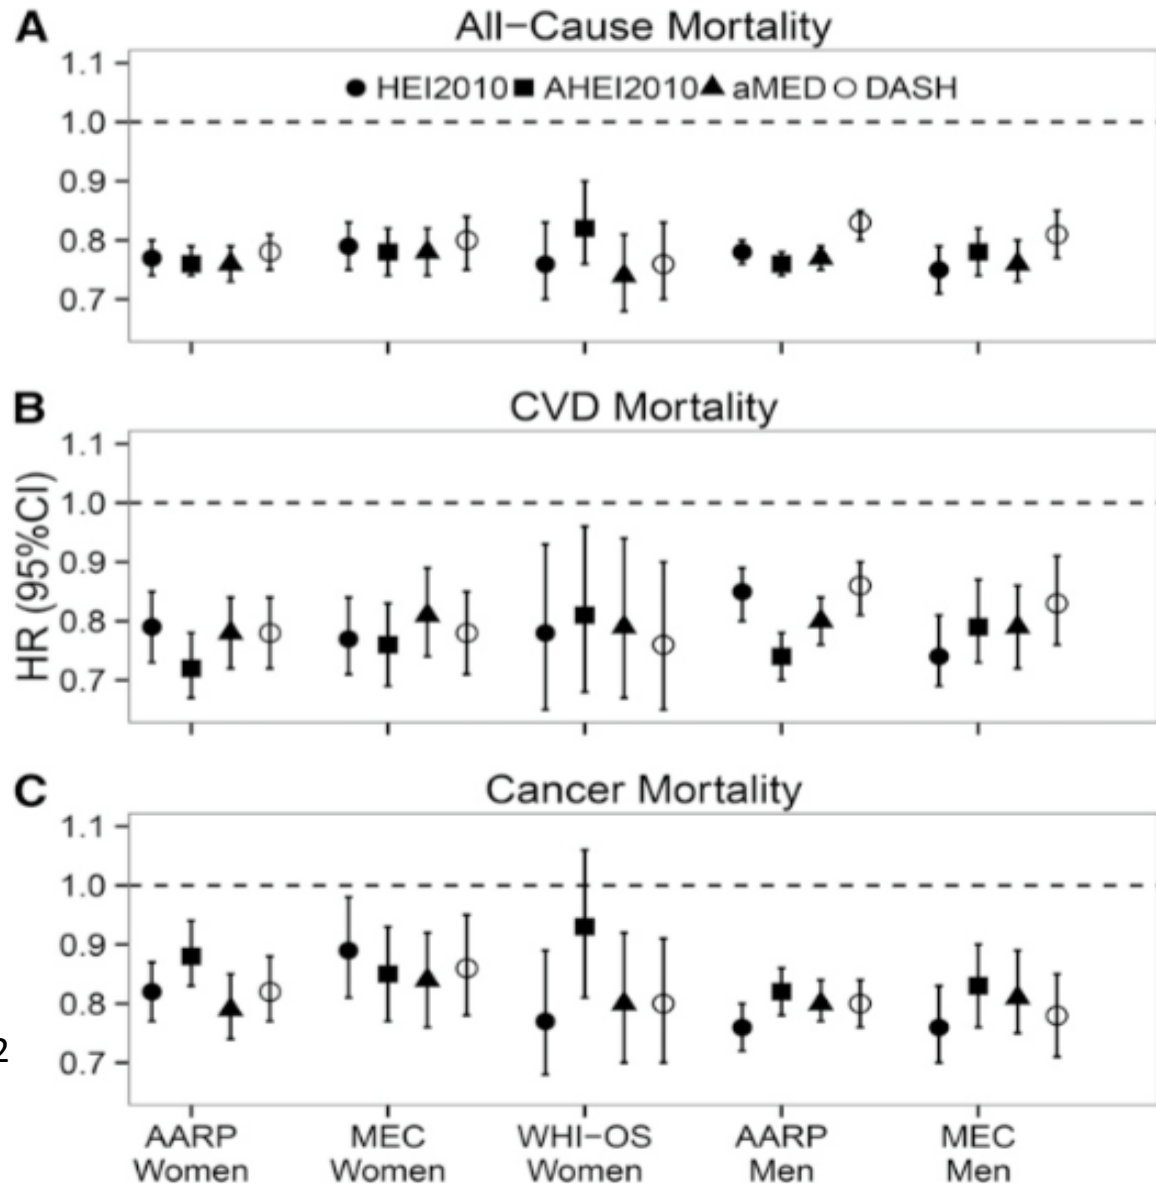 A All−Cause Mortality
1.1
HEI2010 AHEI2010 aMED DASH
1.0
0.9
0.8
0.7
B CVD Mortality
1.1
1.0
0.9
0.8
0.7
HR (95%CI)
C Cancer Mortality
1.1
1.0
0.9
0.8
2
0.7
AARP MEC WHI−OS AARP MEC
Women Women Women Men Men